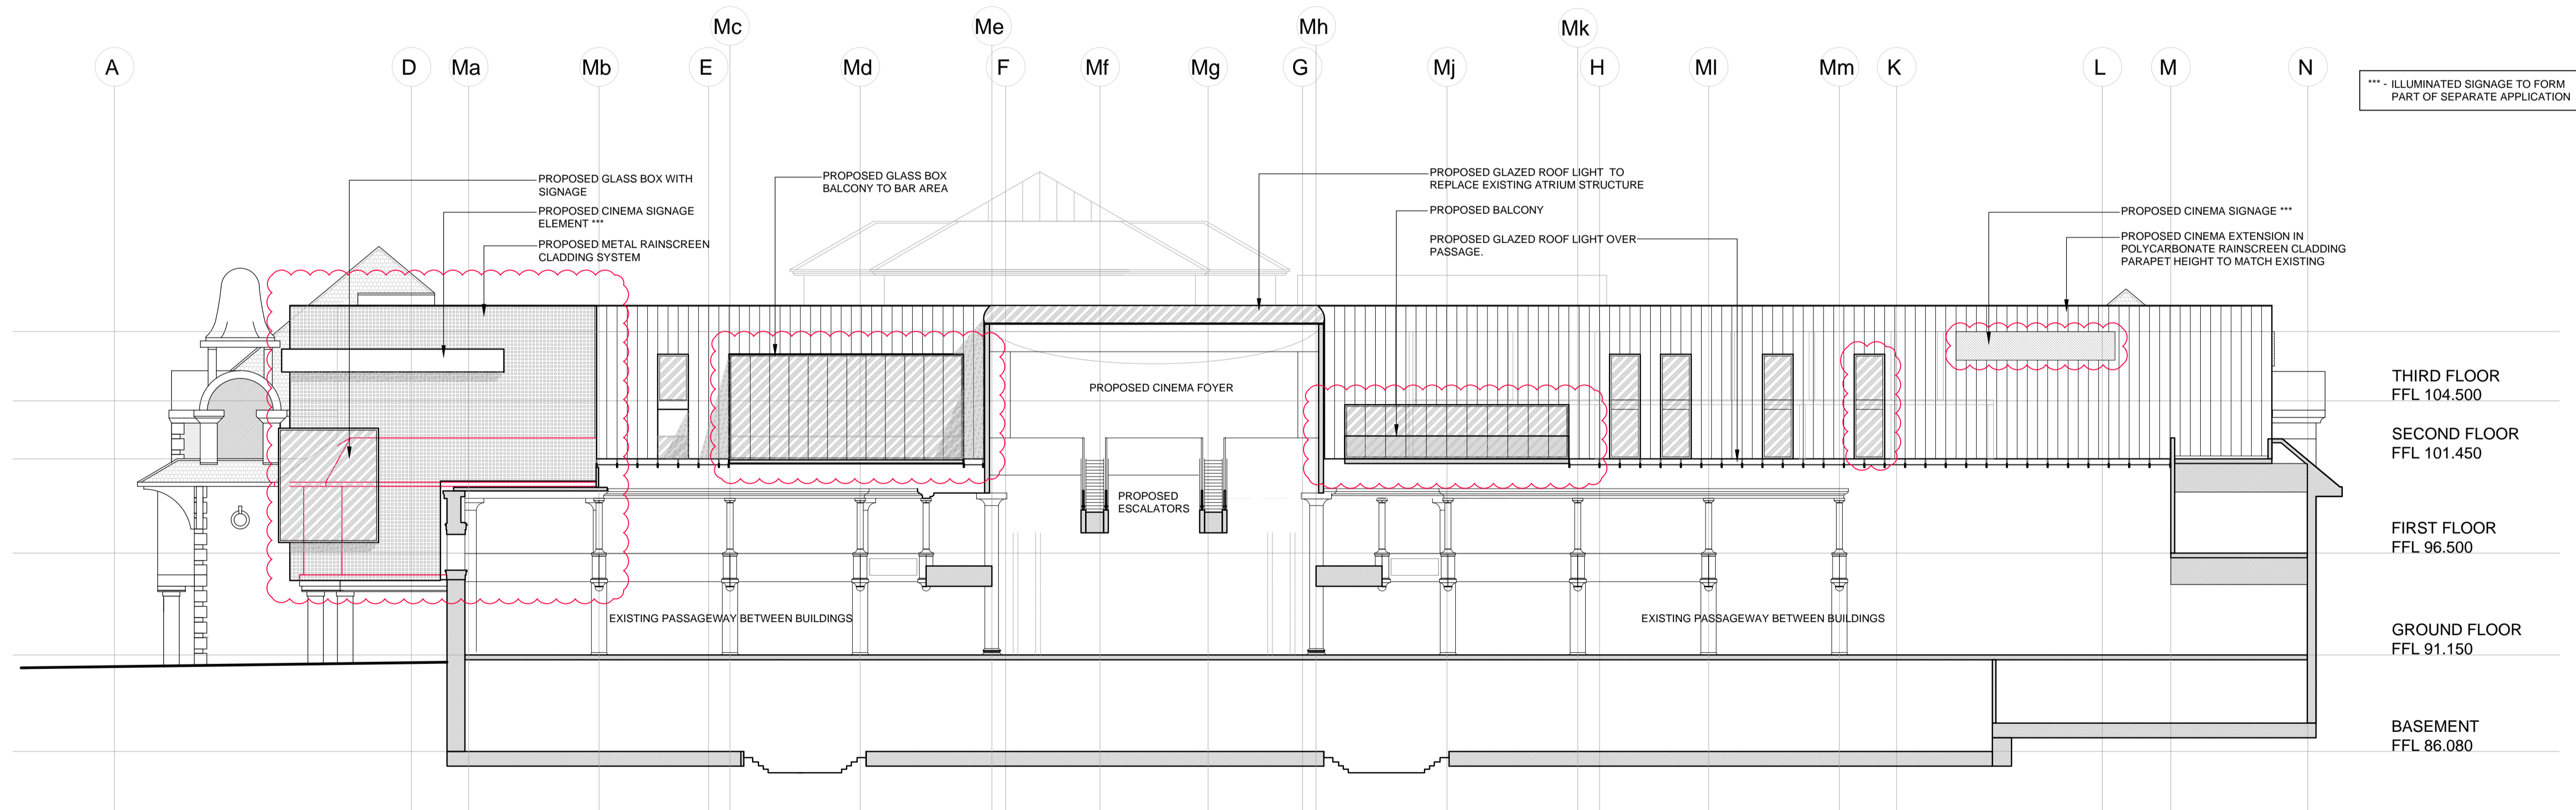 Mc
Me
Mh
Mk
A
D
Ma
Mb
E
Md
F
Mf
Mg
G
Mj
H
Ml
Mm
K
L
M
N
*** - ILLUMINATED SIGNAGE TO FORM
PART OF SEPARATE APPLICATION
PROPOSED GLASS BOX WITH
SIGNAGE
PROPOSED CINEMA SIGNAGE
ELEMENT ***
PROPOSED METAL RAINSCREEN
CLADDING SYSTEM
PROPOSED GLASS BOX
BALCONY TO BAR AREA
PROPOSED GLAZED ROOF LIGHT TO
REPLACE EXISTING ATRIUM STRUCTURE
PROPOSED BALCONY
PROPOSED GLAZED ROOF LIGHT OVER
PASSAGE.
PROPOSED CINEMA SIGNAGE ***
PROPOSED CINEMA EXTENSION IN
POLYCARBONATE RAINSCREEN CLADDING
PARAPET HEIGHT TO MATCH EXISTING
PROPOSED CINEMA FOYER
PROPOSED
ESCALATORS
EXISTING PASSAGEWAY BETWEEN BUILDINGS
EXISTING PASSAGEWAY BETWEEN BUILDINGS
THIRD FLOOR
FFL 104.500
SECOND FLOOR
FFL 101.450
FIRST FLOOR
FFL 96.500
GROUND FLOOR
FFL 91.150
BASEMENT
FFL 86.080